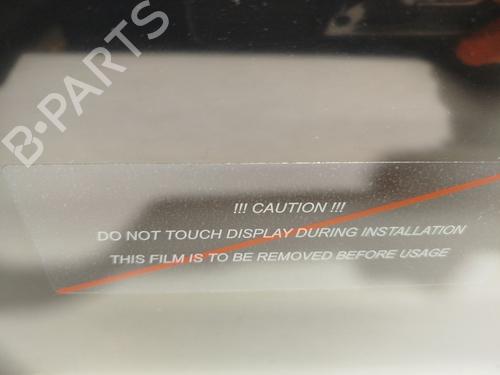 B-PARTS
!!! CAUTION !!!
DO NOT TOUCH DISPLAY DURING INSTALLATION
THIS FILM IS TO BE REMOVED BEFORE USAGE